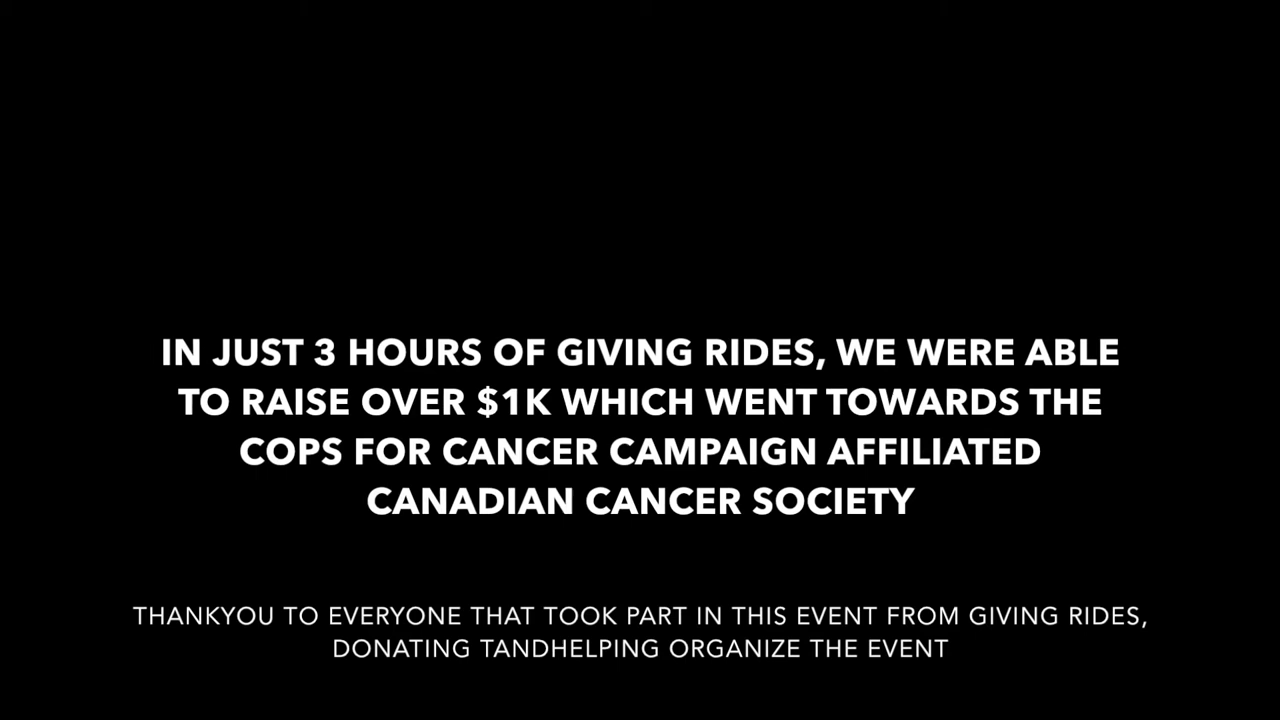 IN JUST 3 HOURS OF GIVING RIDES, WE WERE ABLE
TO RAISE OVER $1K WHICH WENT TOWARDS THE
COPS FOR CANCER CAMPAIGN AFFILIATED
CANADIAN CANCER SOCIETY
THANKYOU TO EVERYONE THAT TOOK PART IN THIS EVENT FROM GIVING RIDES,
DONATING TANDHELPING ORGANIZE THE EVENT